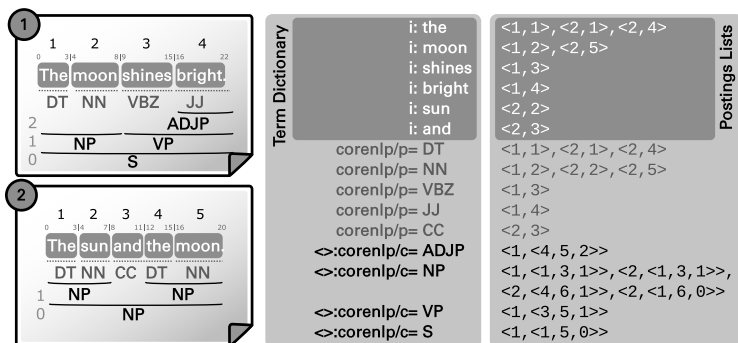 1
1 2 3 4
0 3|4 8|9 15|16 22
The moon shines bright.
DT NN VBZ JJ
2 ADJP
1 NP VP
0 S
2
1 2 3 4 5
0 3|4 7|8 11|12 15|16 20
The sun and the moon.
DT NN CC DT NN
1 NP NP
0 NP
Term Dictionary
i: the
i: moon
i: shines
i: bright
i: sun
i: and
corenlp/p= DT
corenlp/p= NN
corenlp/p= VBZ
corenlp/p= JJ
corenlp/p= CC
<>:corenlp/c= ADJP
<>:corenlp/c= NP
<>:corenlp/c= VP
<>:corenlp/c= S
Postings Lists
<1,1>,<2,1>,<2,4>
<1,2>,<2,5>
<1,3>
<1,4>
<2,2>
<2,3>
<1,1>,<2,1>,<2,4>
<1,2>,<2,2>,<2,5>
<1,3>
<1,4>
<2,3>
<1,<4,5,2>>
<1,<1,3,1>>,<2,<1,3,1>>,
<2,<4,6,1>>,<2,<1,6,0>>
<1,<3,5,1>>
<1,<1,5,0>>